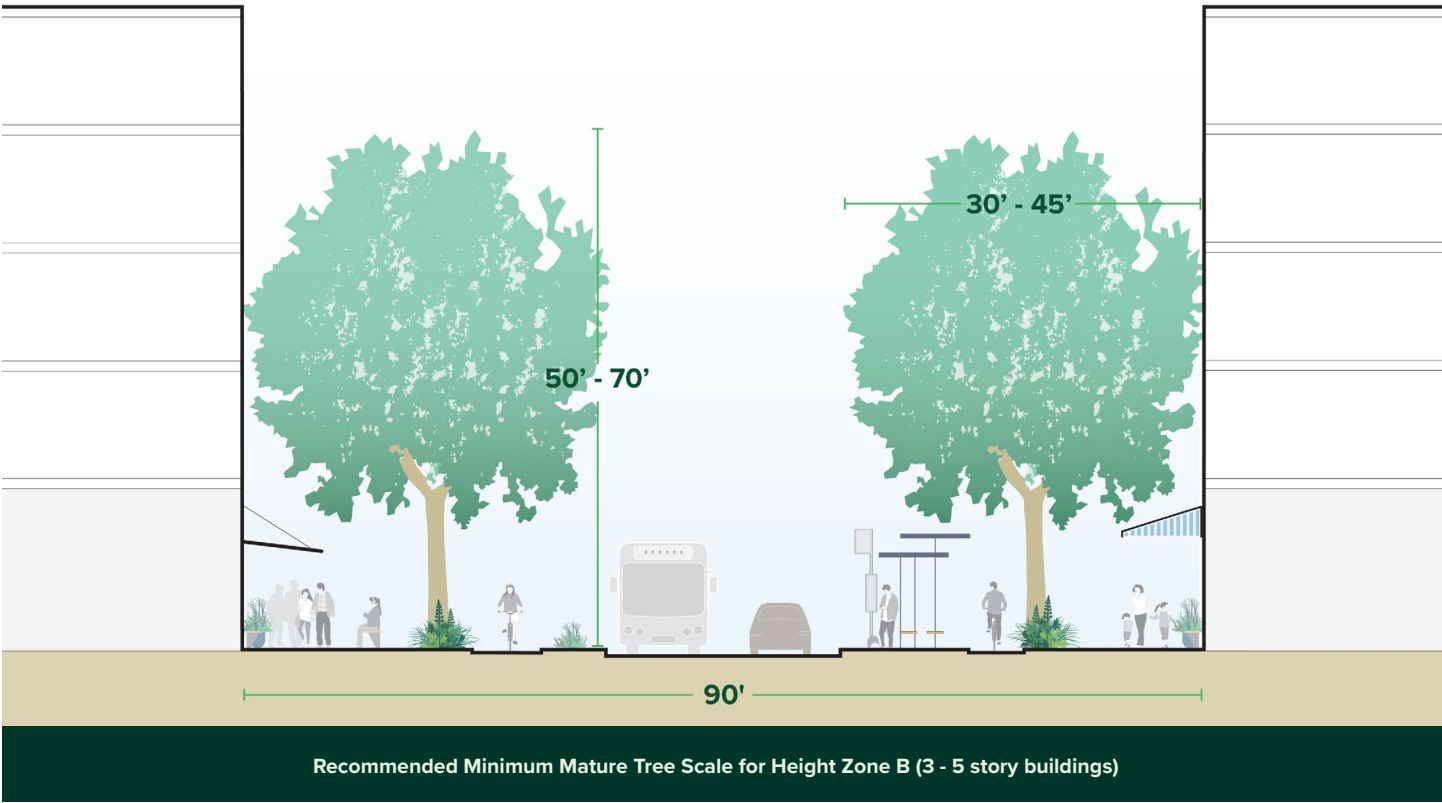 30’ - 45’
50’ - 70’
90'
Recommended Minimum Mature Tree Scale for Height Zone B (3 - 5 story buildings)